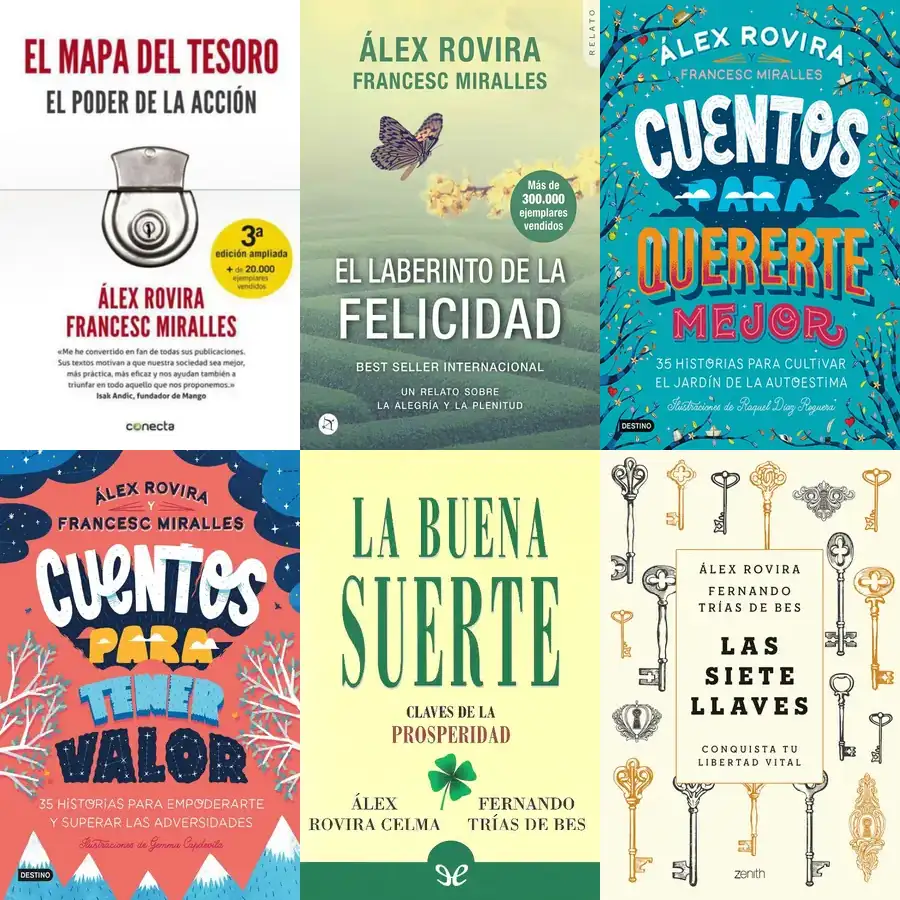 EL MAPA DEL TESORO
EL PODER DE LA ACCIÓN
3ª
edición ampliada
+ de 20.000
ejemplares
vendidos
ÁLEX ROVIRA
FRANCESC MIRALLES
«Me he convertido en fan de todas sus publicaciones.
Sus textos motivan a que nuestra sociedad sea mejor,
más práctica, más eficaz y nos ayudan también a
triunfar en todo aquello que nos proponemos.»
Isak Andic, fundador de Mango
conecta
ÁLEX ROVIRA
FRANCESC MIRALLES
Más de
300.000
ejemplares
vendidos
EL LABERINTO DE LA
FELICIDAD
BEST SELLER INTERNACIONAL
UN RELATO SOBRE
LA ALEGRÍA Y LA PLENITUD
RELATO
ÁLEX ROVIRA
Y
FRANCESC MIRALLES
CUENTOS
PARA
QUERERTE
MEJOR
35 HISTORIAS PARA CULTIVAR
EL JARDÍN DE LA AUTOESTIMA
Ilustraciones de Raquel Díaz Reguera
DESTINO
ÁLEX ROVIRA
Y
FRANCESC MIRALLES
CUENTOS
PARA
TENER
VALOR
35 HISTORIAS PARA EMPODERARTE
Y SUPERAR LAS ADVERSIDADES
Ilustraciones de Gemma Capdevila
DESTINO
LA BUENA
SUERTE
CLAVES DE LA
PROSPERIDAD
ÁLEX
ROVIRA CELMA
FERNANDO
TRÍAS DE BES
ÁLEX ROVIRA
FERNANDO
TRÍAS DE BES
LAS
SIETE
LLAVES
CONQUISTA TU
LIBERTAD VITAL
zenith